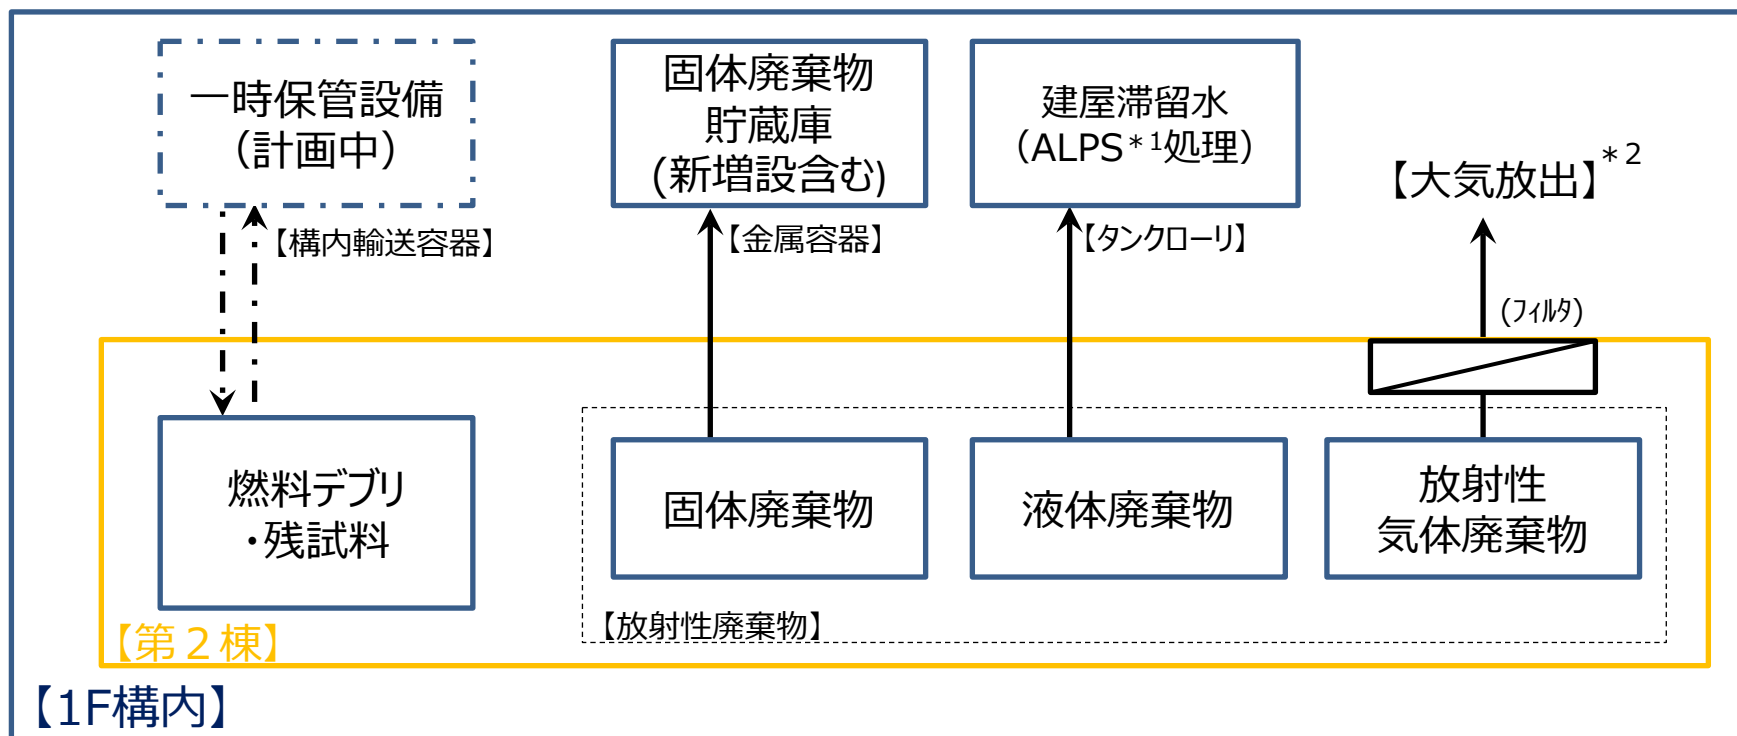 一時保管設備
（計画中）
固体廃棄物
貯蔵庫
(新増設含む)
建屋滞留水
（ALPS＊1処理）
【大気放出】＊2
【構内輸送容器】
【金属容器】
【タンクローリ】
(フィルタ)
燃料デブリ
・残試料
固体廃棄物
液体廃棄物
放射性
気体廃棄物
【放射性廃棄物】
【第２棟】
【1F構内】